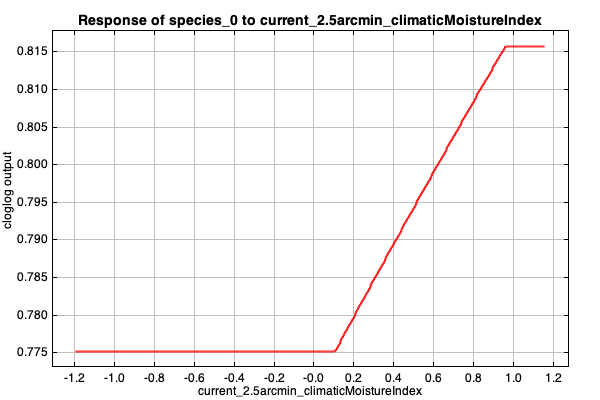 Response of species_0 to current_2.5arcmin_climaticMoistureIndex
cloglog output
0.815
0.810
0.805
0.800
0.795
0.790
0.785
0.780
0.775
-1.2 -1.0 -0.8 -0.6 -0.4 -0.2 -0.0 0.2 0.4 0.6 0.8 1.0 1.2
current_2.5arcmin_climaticMoistureIndex